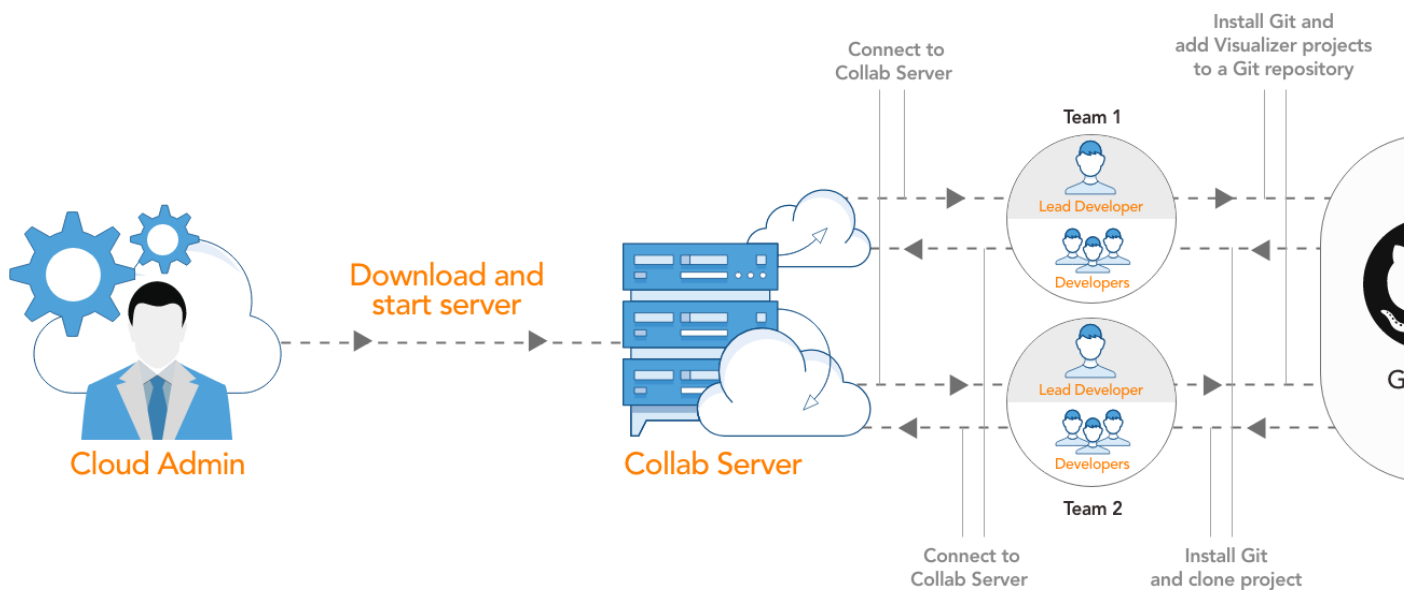 Install Git and
add Visualizer projects
to a Git repository
Connect to
Collab Server
Team 1
Lead Developer
Developers
Download and
start server
Lead Developer
Developers
Cloud Admin
Collab Server
Team 2
Connect to
Collab Server
Install Git
and clone project